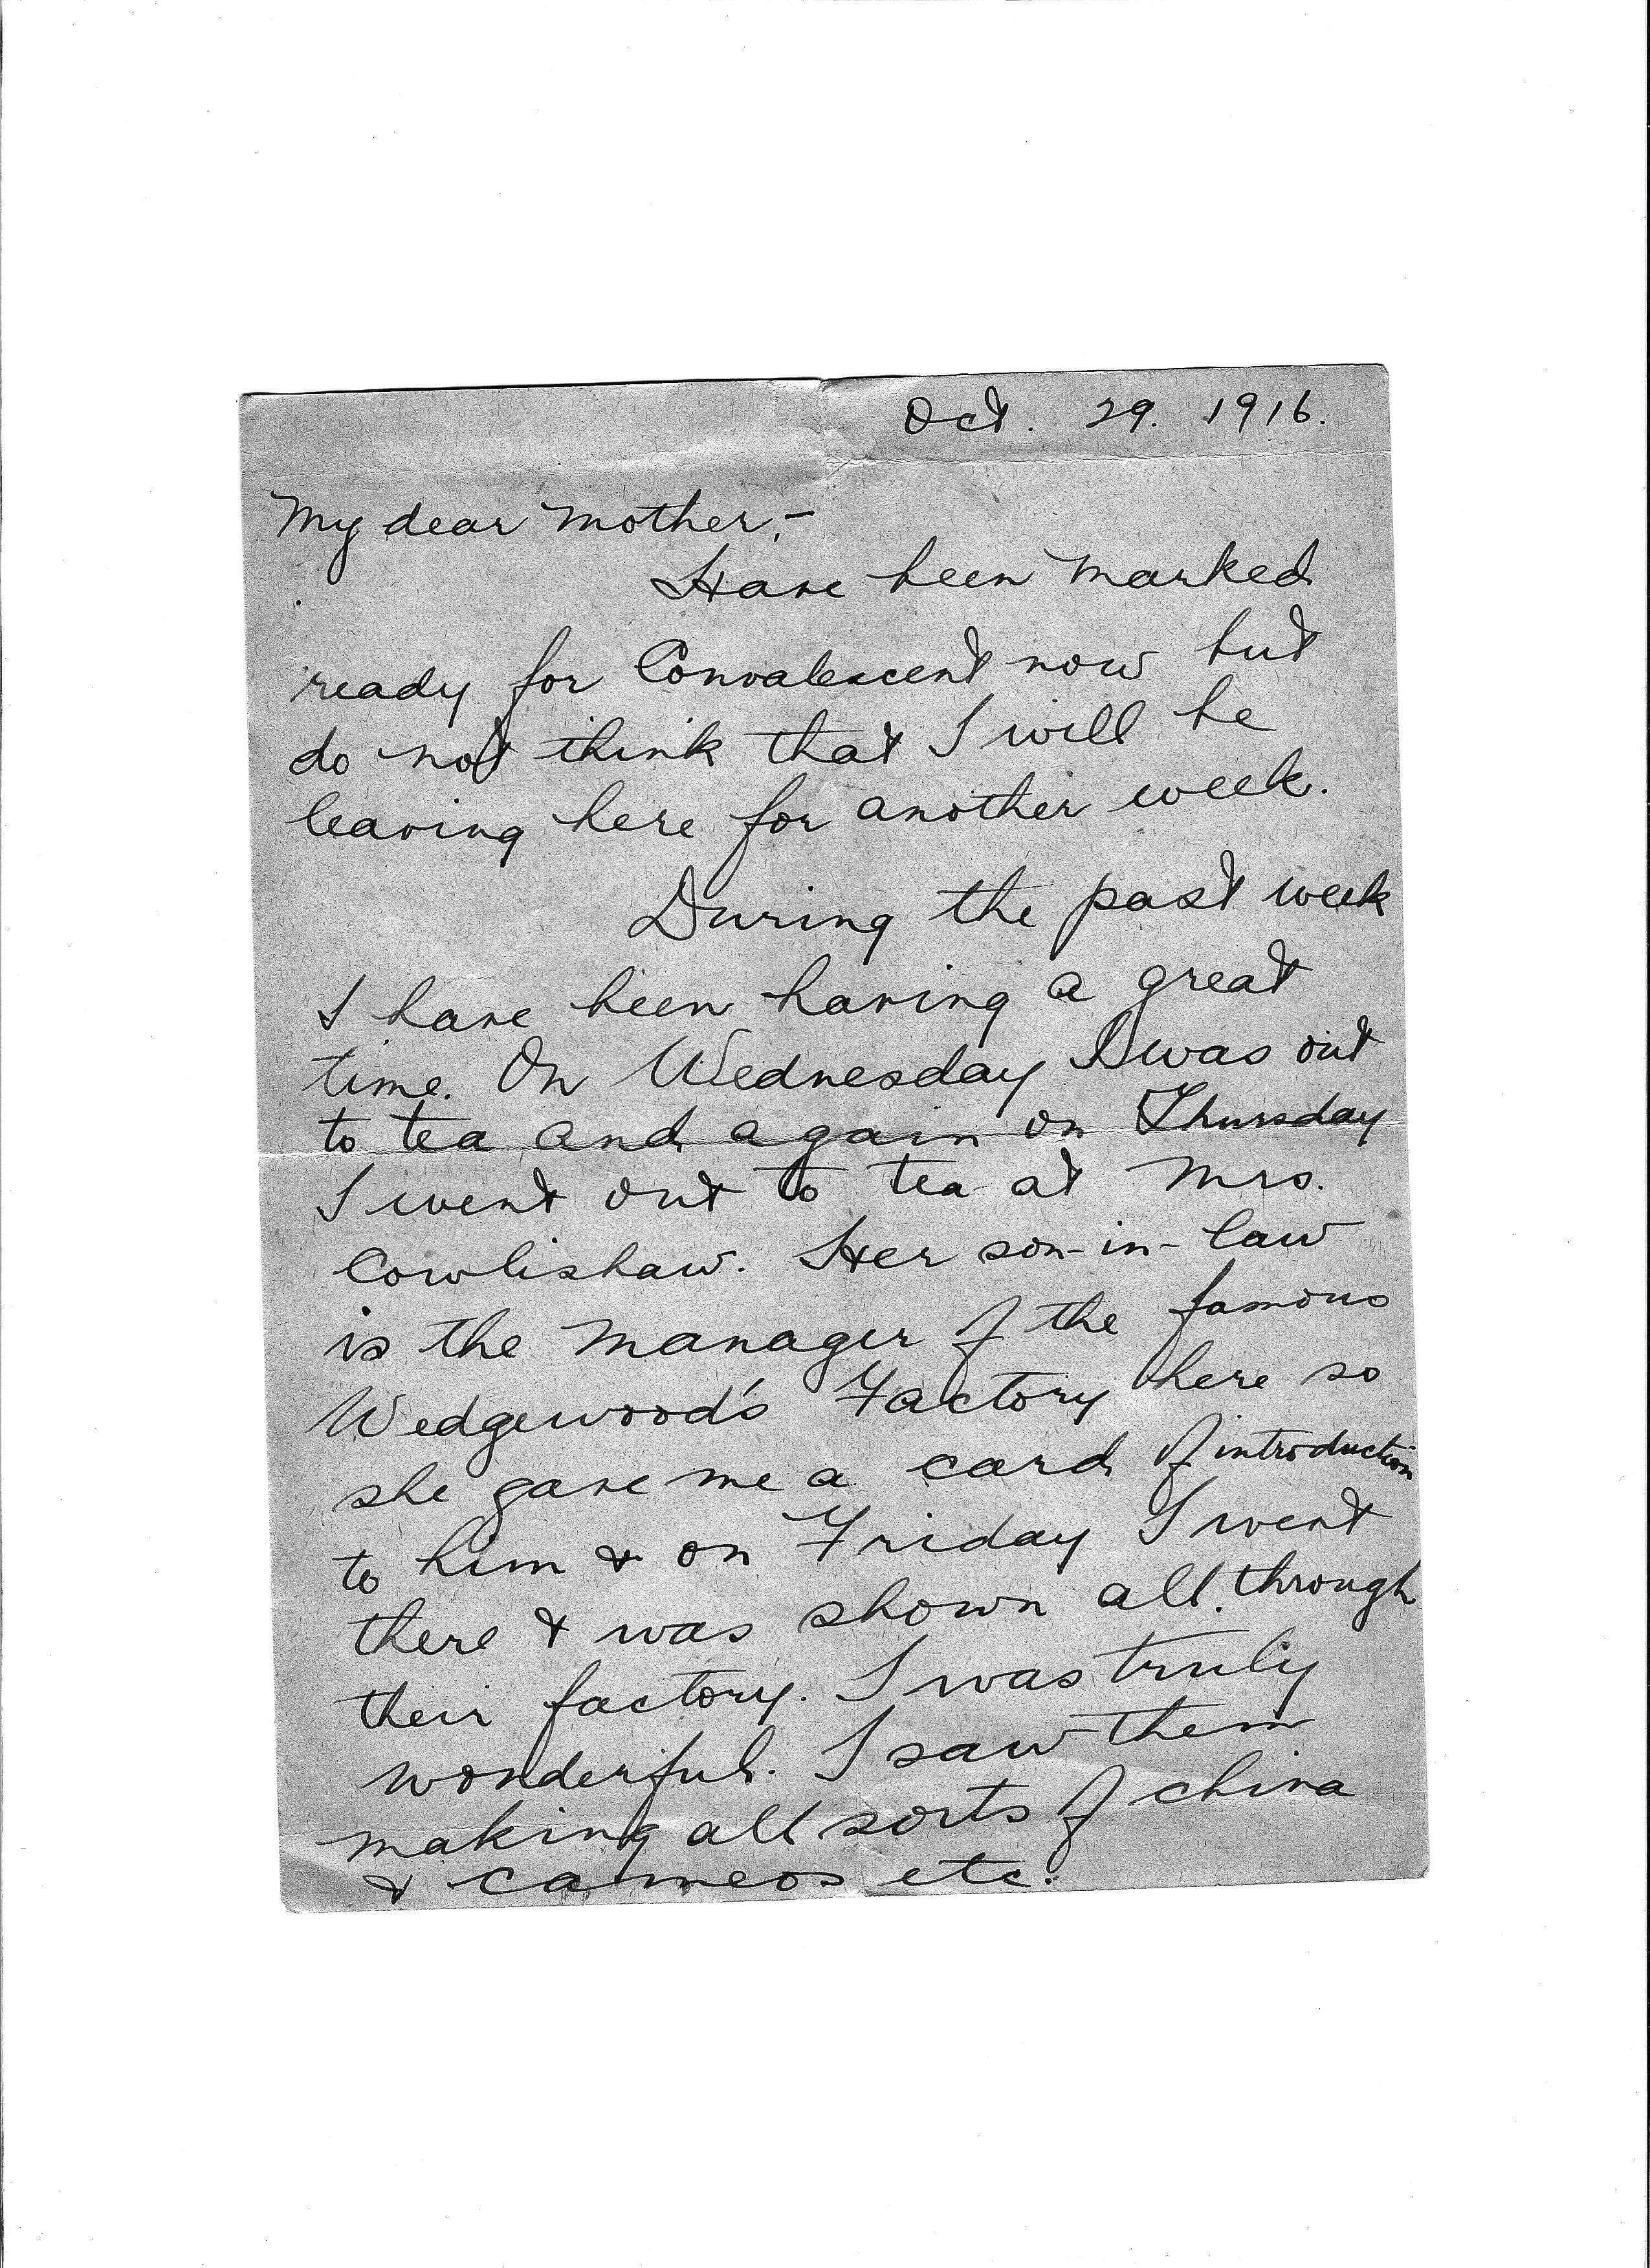 Oct. 29. 1916.
My dear Mother,-
Have been marked
ready for Convalescent now but
do not think that I will be
leaving here for another week.
During the past week
I have been having a great
time. On Wednesday I was out
to tea and again on Thursday
I went out to tea at Mrs.
Cowlishaw. Her son-in-law
is the manager of the famous
Wedgewood's Factory here so
she gave me a card of introduction
to him & on Friday I went
there & was shown all through
their factory. I was truly
wonderful. I saw them
making all sorts of china
& cameos etc.